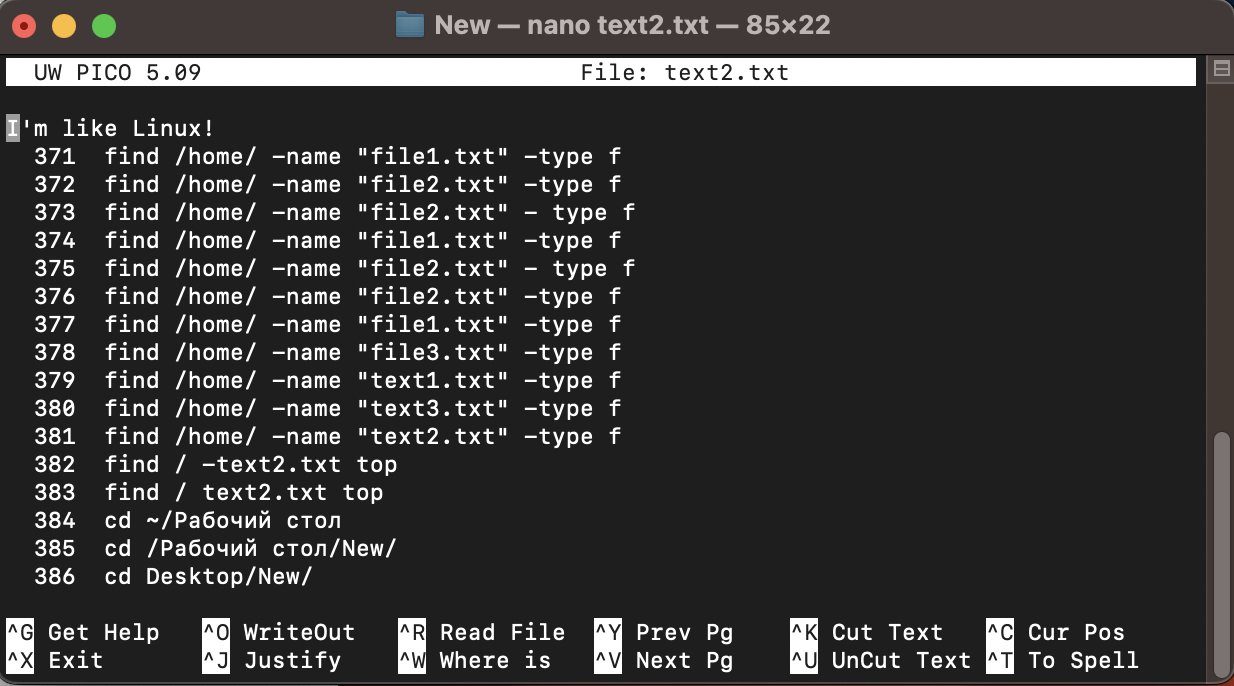 New — nano text2.txt — 85×22
UW PICO 5.09 File: text2.txt
I'm like Linux!
371 find /home/ -name "file1.txt" -type f
372 find /home/ -name "file2.txt" -type f
373 find /home/ -name "file2.txt" - type f
374 find /home/ -name "file1.txt" -type f
375 find /home/ -name "file2.txt" - type f
376 find /home/ -name "file2.txt" -type f
377 find /home/ -name "file1.txt" -type f
378 find /home/ -name "file3.txt" -type f
379 find /home/ -name "text1.txt" -type f
380 find /home/ -name "text3.txt" -type f
381 find /home/ -name "text2.txt" -type f
382 find / -text2.txt top
383 find / text2.txt top
384 cd ~/Рабочий стол
385 cd /Рабочий стол/New/
386 cd Desktop/New/
^G Get Help ^O WriteOut ^R Read File ^Y Prev Pg ^K Cut Text ^C Cur Pos
^X Exit ^J Justify ^W Where is ^V Next Pg ^U UnCut Text ^T To Spell